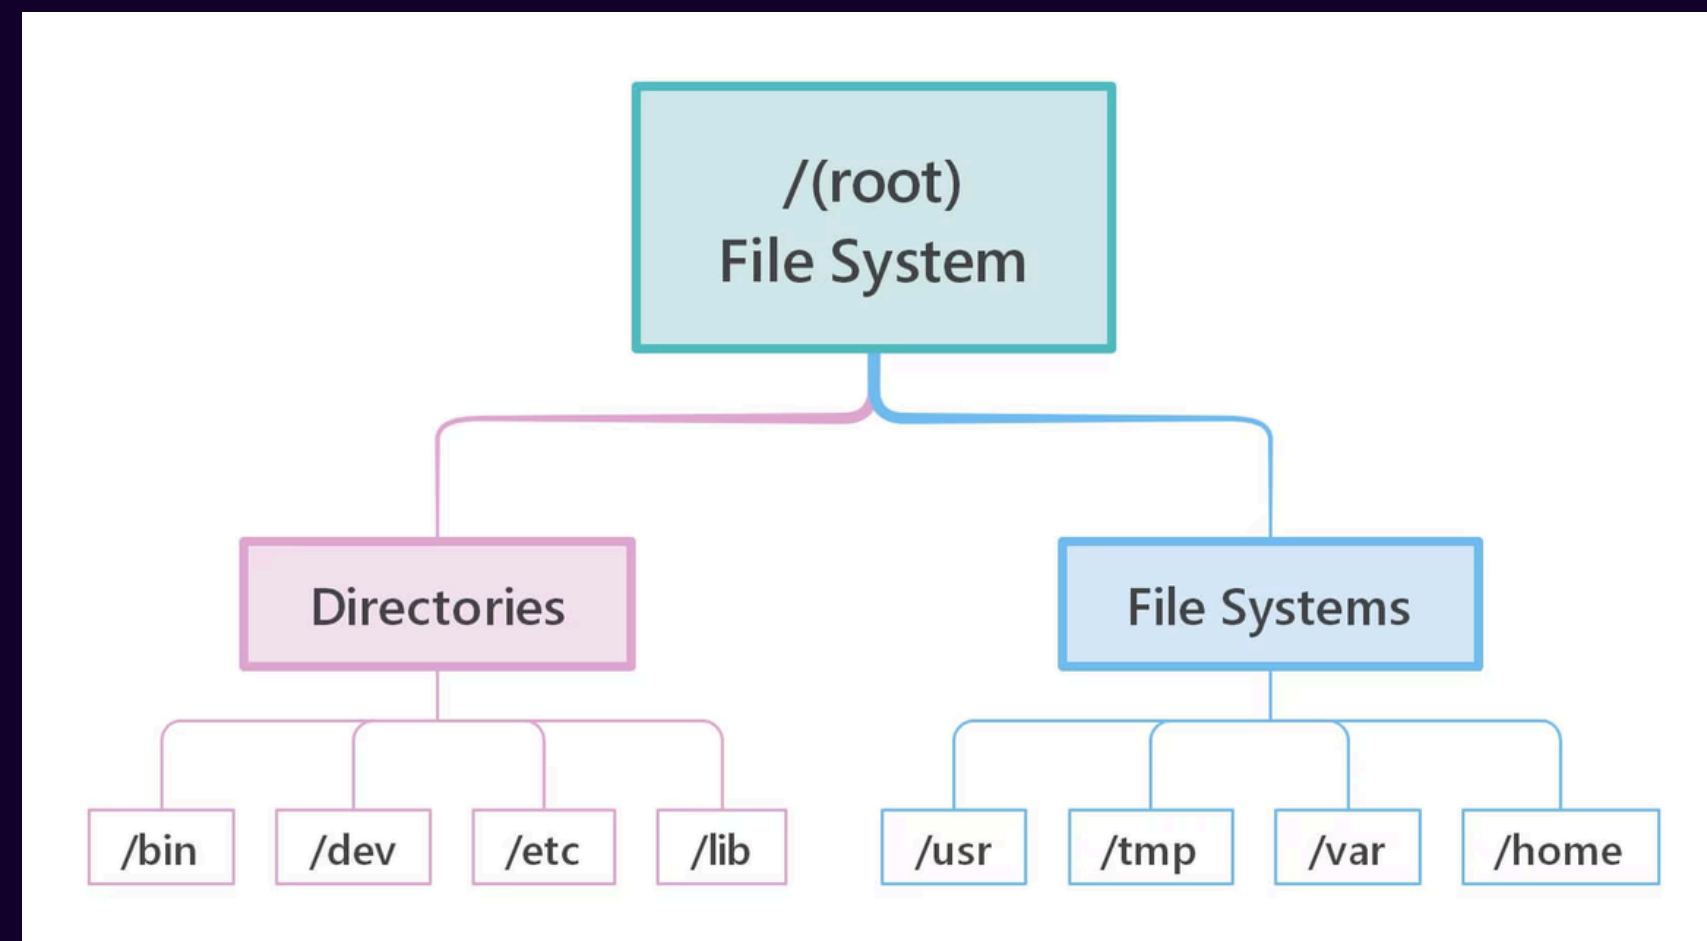 /(root)
File System
Directories
File Systems
/bin
/dev
/etc
/lib
/usr
/tmp
/var
/home